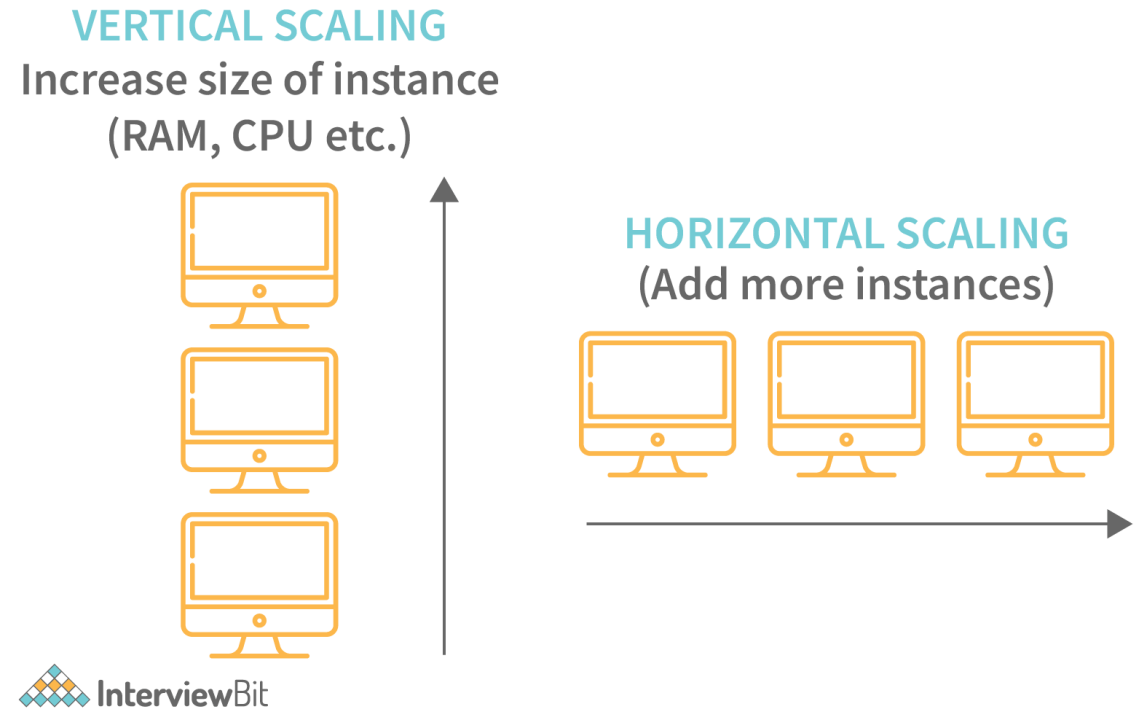 VERTICAL SCALING
Increase size of instance
(RAM, CPU etc.)
HORIZONTAL SCALING
(Add more instances)
InterviewBit